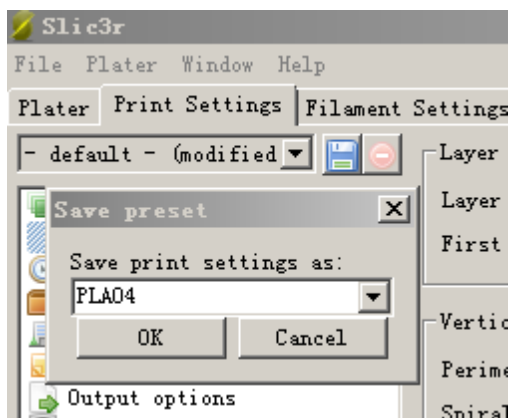 Slic3r
File Plater Window Help
Plater Print Settings Filament Settings
- default - (modified
Layer
Save preset
Layer
First
Save print settings as:
PLA04
OK Cancel
Vertic
Perime
Output options
Spiral